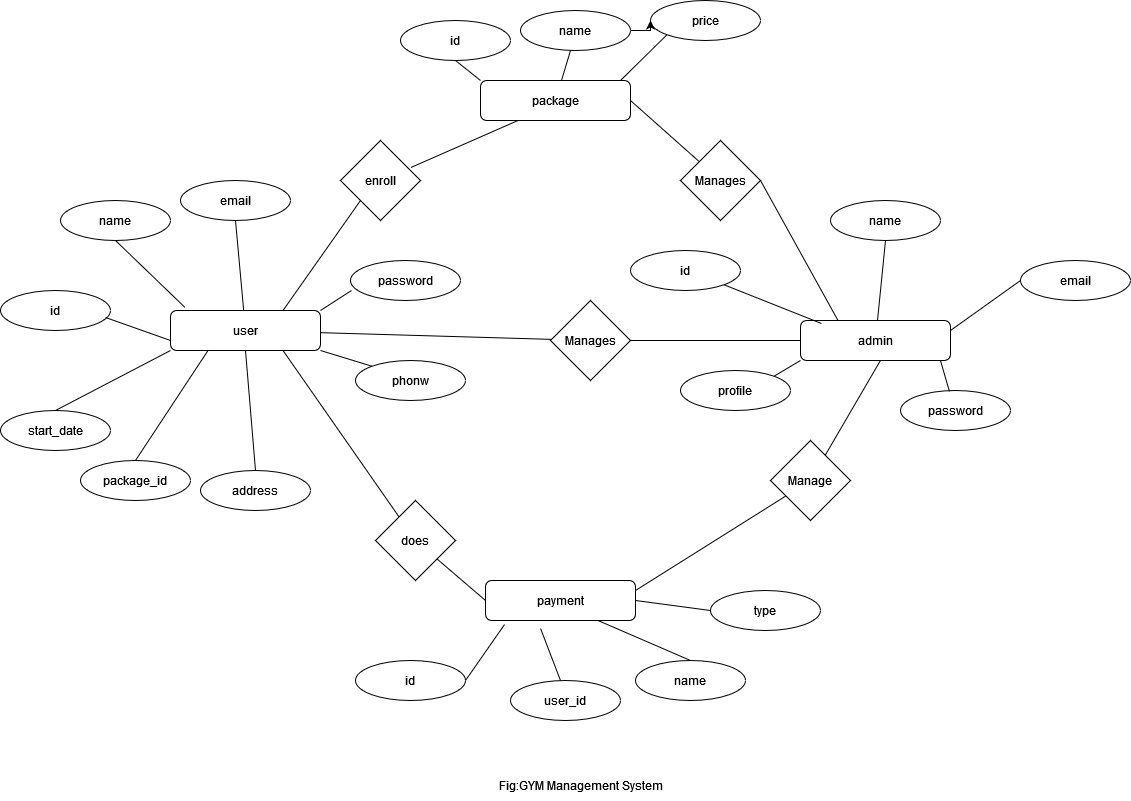 price
name
id
package
enroll
Manages
email
name
name
id
password
email
id
user
Manages
admin
phonw
profile
password
start_date
package_id
address
Manage
does
payment
type
id
user_id
name
Fig:GYM Management System